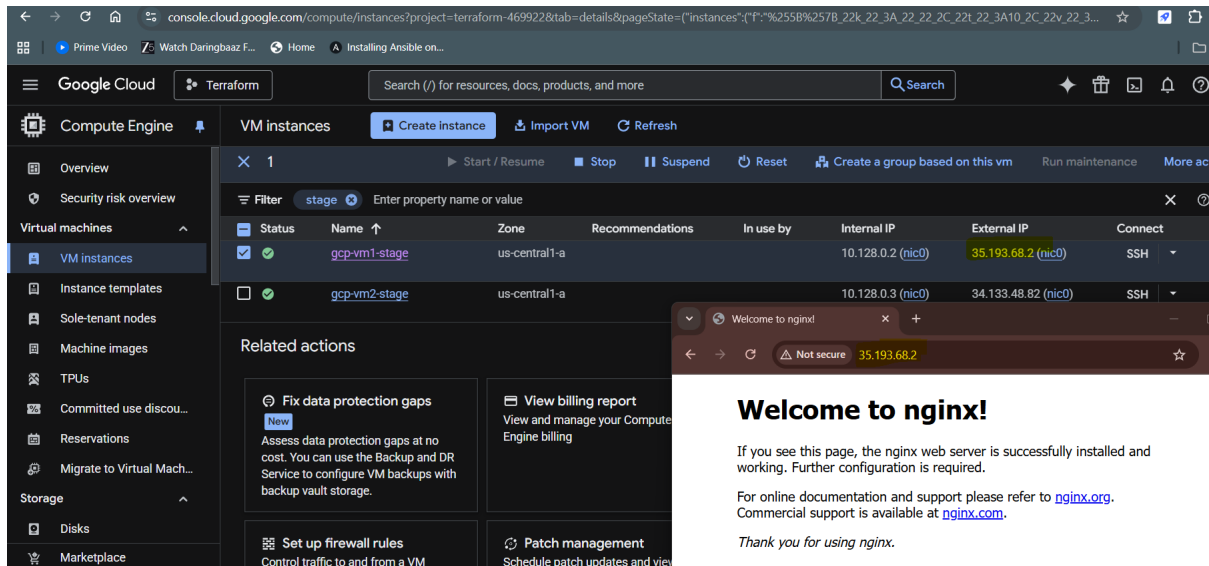 console.cloud.google.com/compute/instances?project=terraform-469922&tab=details&pageState=("instances":("f":"%255B%257B_22k_22_3A_22_22_2C_22t_22_3A10_2C_22v_22_3...
Prime Video Watch Daringbaaz F... Home Installing Ansible on...
Google Cloud Terraform Search (/) for resources, docs, products, and more Search
Compute Engine VM instances Create instance Import VM Refresh
1 Start / Resume Stop Suspend Reset Create a group based on this vm Run maintenance More ac
Overview
Security risk overview
Virtual machines
VM instances
Instance templates
Sole-tenant nodes
Machine images
TPUs
Committed use discou...
Reservations
Migrate to Virtual Mach...
Storage
Disks
Marketplace
Filter stage Enter property name or value
Status Name Zone Recommendations In use by Internal IP External IP Connect
gcp-vm1-stage us-central1-a 10.128.0.2 (nic0) 35.193.68.2 (nic0) SSH
gcp-vm2-stage us-central1-a 10.128.0.3 (nic0) 34.133.48.82 (nic0) SSH
Related actions
Fix data protection gaps
New
Assess data protection gaps at no
cost. You can use the Backup and DR
Service to configure VM backups with
backup vault storage.
View billing report
View and manage your Compute
Engine billing
Set up firewall rules
Control traffic to and from a VM
Patch management
Schedule patch updates and view
Welcome to nginx!
Not secure 35.193.68.2
Welcome to nginx!
If you see this page, the nginx web server is successfully installed and
working. Further configuration is required.
For online documentation and support please refer to nginx.org.
Commercial support is available at nginx.com.
Thank you for using nginx.